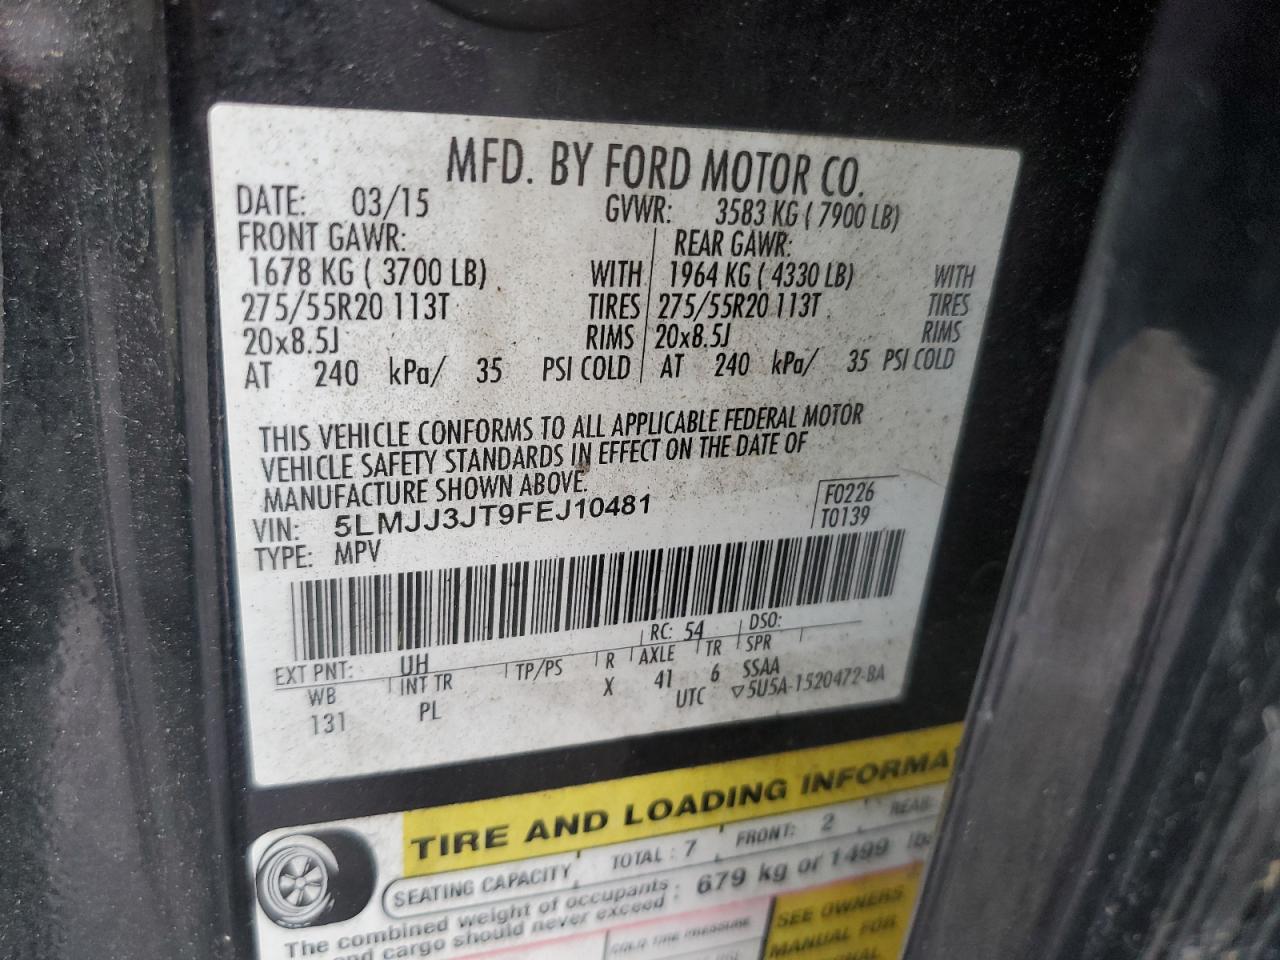 MFD. BY FORD MOTOR CO.
DATE: 03/15 GVWR: 3583 KG ( 7900 LB)
FRONT GAWR: REAR GAWR:
1678 KG ( 3700 LB) WITH 1964 KG ( 4330 LB) WITH
275/55R20 113T TIRES 275/55R20 113T TIRES
20x8.5J RIMS 20x8.5J RIMS
AT 240 kPa/ 35 PSI COLD AT 240 kPa/ 35 PSI COLD
THIS VEHICLE CONFORMS TO ALL APPLICABLE FEDERAL MOTOR
VEHICLE SAFETY STANDARDS IN EFFECT ON THE DATE OF
MANUFACTURE SHOWN ABOVE.
VIN: 5LMJJ3JT9FEJ10481 F0226
TYPE: MPV T0139
EXT PNT: UH RC: 54 DSO:
WB INT TR TP/PS R AXLE TR SPR
131 PL X 41 6 SSAA
UTC ▽5U5A-1520472-BA
TIRE AND LOADING INFORMA
SEATING CAPACITY TOTAL : 7 FRONT: 2 REAR:
The combined weight of occupants : 679 kg or 1499 lb
and cargo should never exceed :
COLD TIRE PRESSURE SEE OWNERS
MANUAL FOR